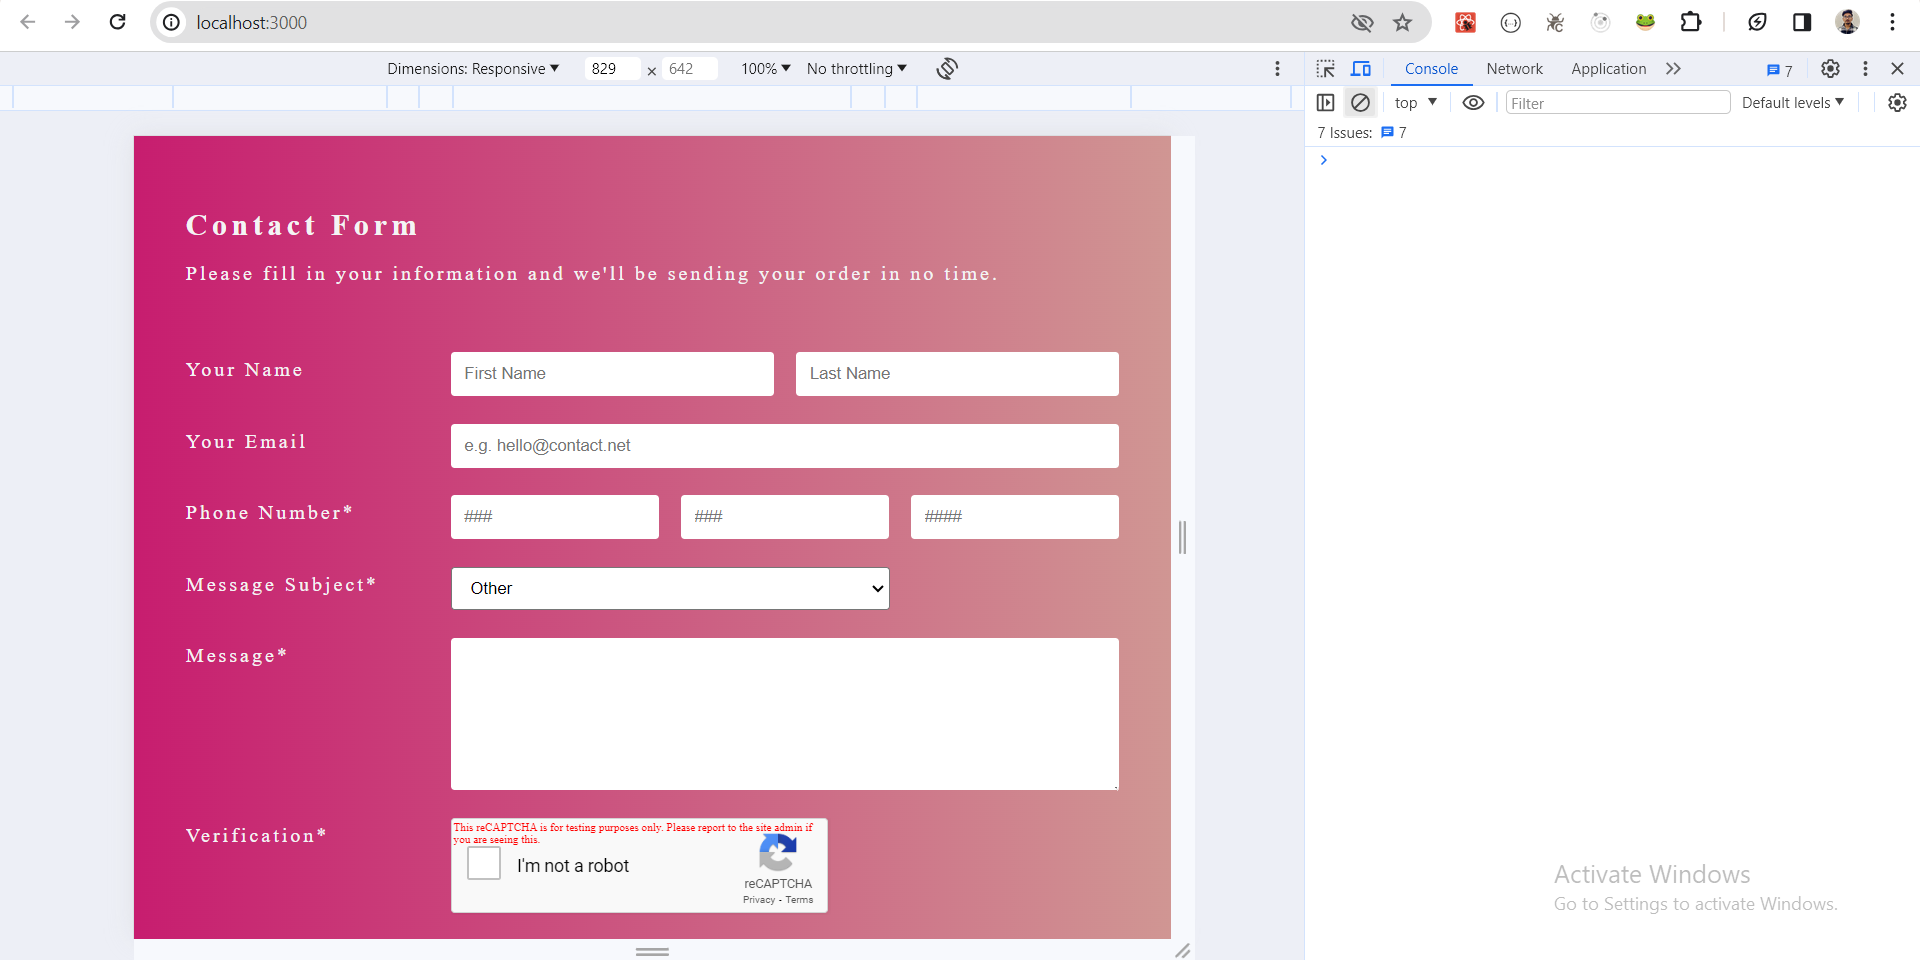 localhost:3000
Dimensions: Responsive 829 × 642 100% No throttling
Console Network Application 7
top Filter Default levels
7 Issues: 7
Contact Form
Please fill in your information and we'll be sending your order in no time.
Your Name First Name Last Name
Your Email e.g. hello@contact.net
Phone Number* ### ### ####
Message Subject* Other
Message*
Verification*
This reCAPTCHA is for testing purposes only. Please report to the site admin if
you are seeing this.
I'm not a robot
reCAPTCHA
Privacy - Terms
Activate Windows
Go to Settings to activate Windows.